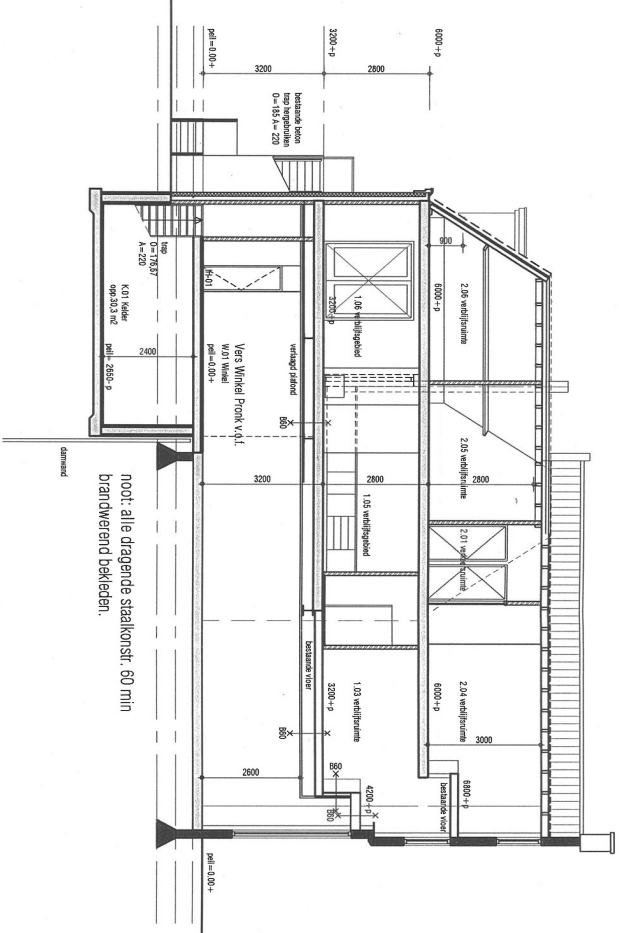 6000+p
3200+p
peil=0.00+
2800
3200
bestaande beton
trap hergebruiken
O=185 A= 220
900
6000+p
2.06 verblijfsruimte
2.05 verblijfsruimte
2800
2.01 verblijfsruimte
2.04 verblijfsruimte
6000+p
3000
6800+p
bestaande vloer
1.06 verblijfsgebied
3200+p
2800
1.05 verblijfsgebied
1.03 verblijfsruimte
3200+p
4200+p
B60
B60
B60
B60
verlaagd plafond
bestaande vloer
Vers Winkel Pronk v.o.f.
W.01 Winkel
peil=0.00+
3200
2600
peil=0.00+
trap
O=176,67
A=220
K.01 Kelder
opp:30,3 m2
2400
peil= 2650-p
damwand
noot: alle dragende staalkonstr. 60 min
brandwerend bekleden.